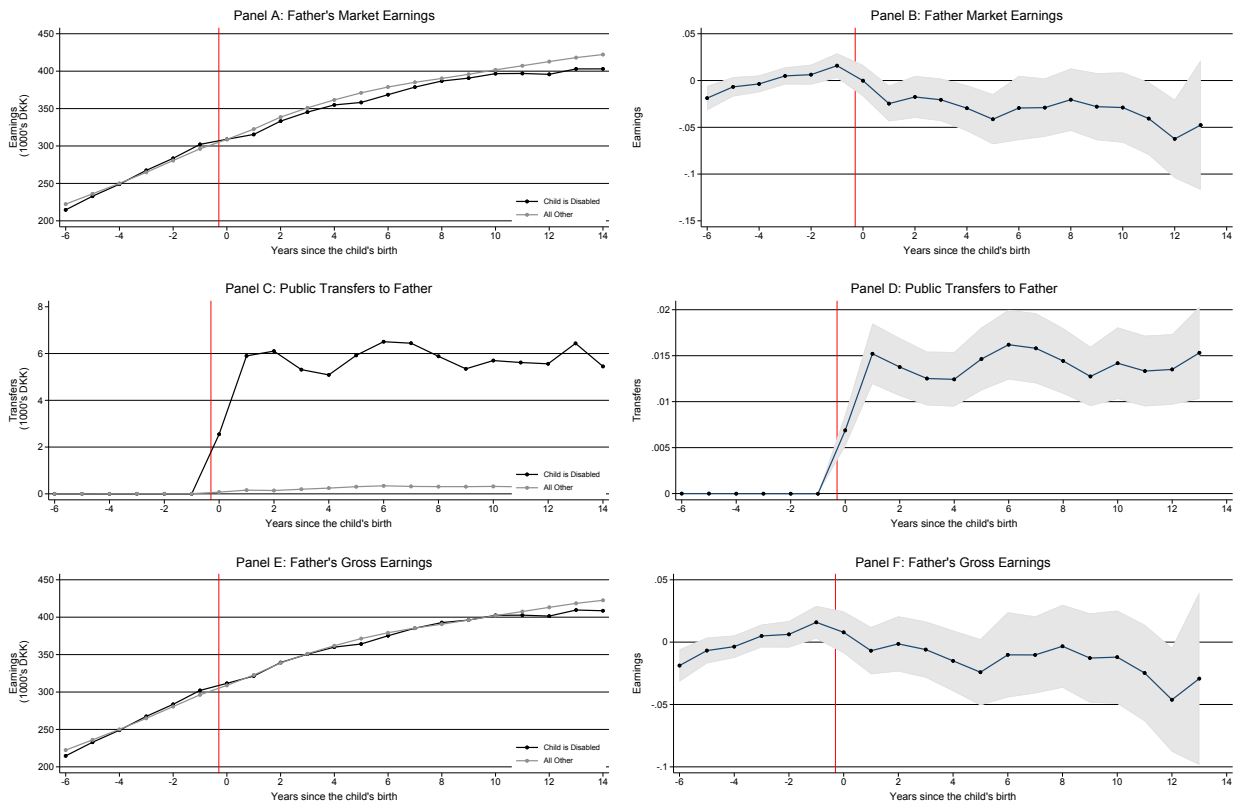 Panel A: Father's Market Earnings
450
400
350
300
250
200
Earnings
(1000's DKK)
-6 -4 -2 0 2 4 6 8 10 12 14
Years since the child's birth
Child is Disabled
All Other
Panel B: Father Market Earnings
.05
0
-.05
-.1
-.15
Earnings
-6 -4 -2 0 2 4 6 8 10 12 14
Years since the child's birth
Panel C: Public Transfers to Father
8
6
4
2
0
Transfers
(1000's DKK)
-6 -4 -2 0 2 4 6 8 10 12 14
Years since the child's birth
Child is Disabled
All Other
Panel D: Public Transfers to Father
.02
.015
.01
.005
0
Transfers
-6 -4 -2 0 2 4 6 8 10 12 14
Years since the child's birth
Panel E: Father's Gross Earnings
450
400
350
300
250
200
Earnings
(1000's DKK)
-6 -4 -2 0 2 4 6 8 10 12 14
Years since the child's birth
Child is Disabled
All Other
Panel F: Father's Gross Earnings
.05
0
-.05
-.1
Earnings
-6 -4 -2 0 2 4 6 8 10 12 14
Years since the child's birth